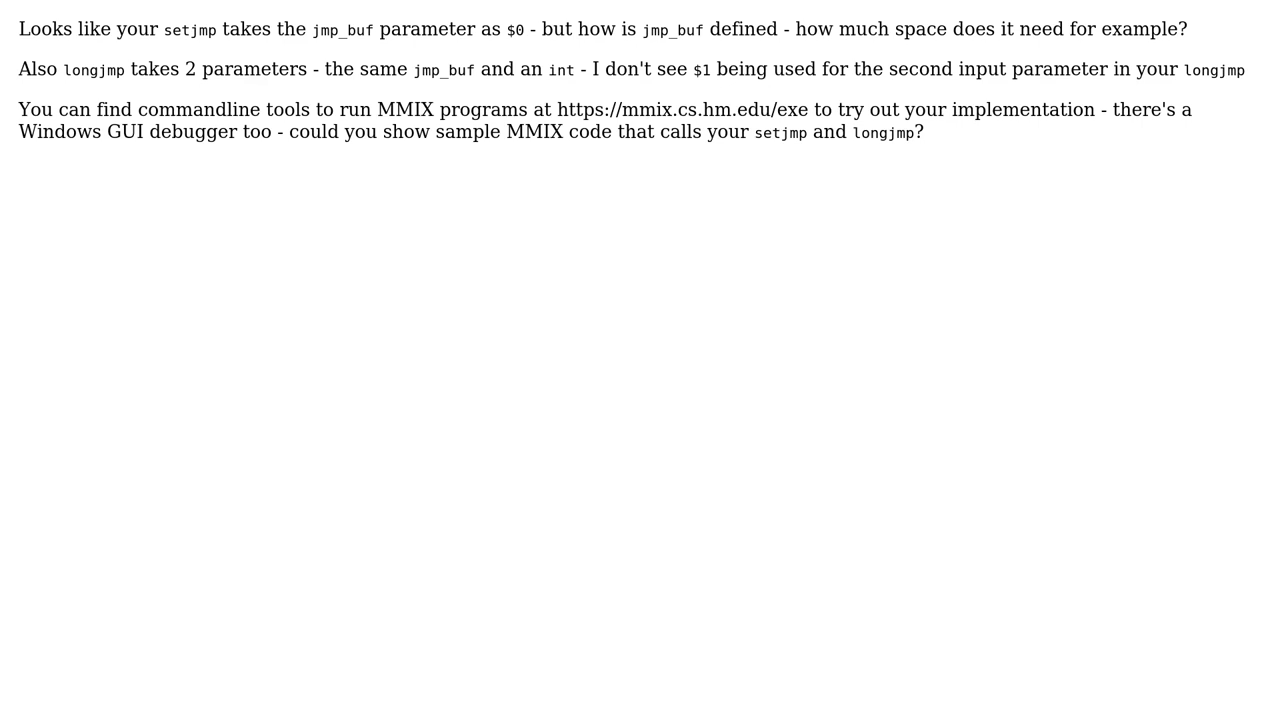 Looks like your setjmp takes the jmp_buf parameter as $0 - but how is jmp_buf defined - how much space does it need for example?
Also longjmp takes 2 parameters - the same jmp_buf and an int - I don't see $1 being used for the second input parameter in your longjmp
You can find commandline tools to run MMIX programs at https://mmix.cs.hm.edu/exe to try out your implementation - there's a
Windows GUI debugger too - could you show sample MMIX code that calls your setjmp and longjmp?